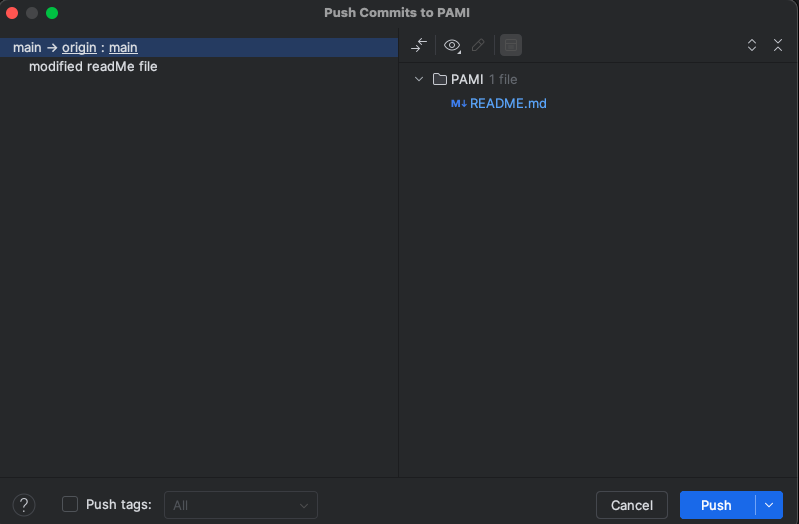 Push Commits to PAMI
main → origin : main
modified readMe file
PAMI 1 file
M↓ README.md
? Push tags: All
Cancel Push